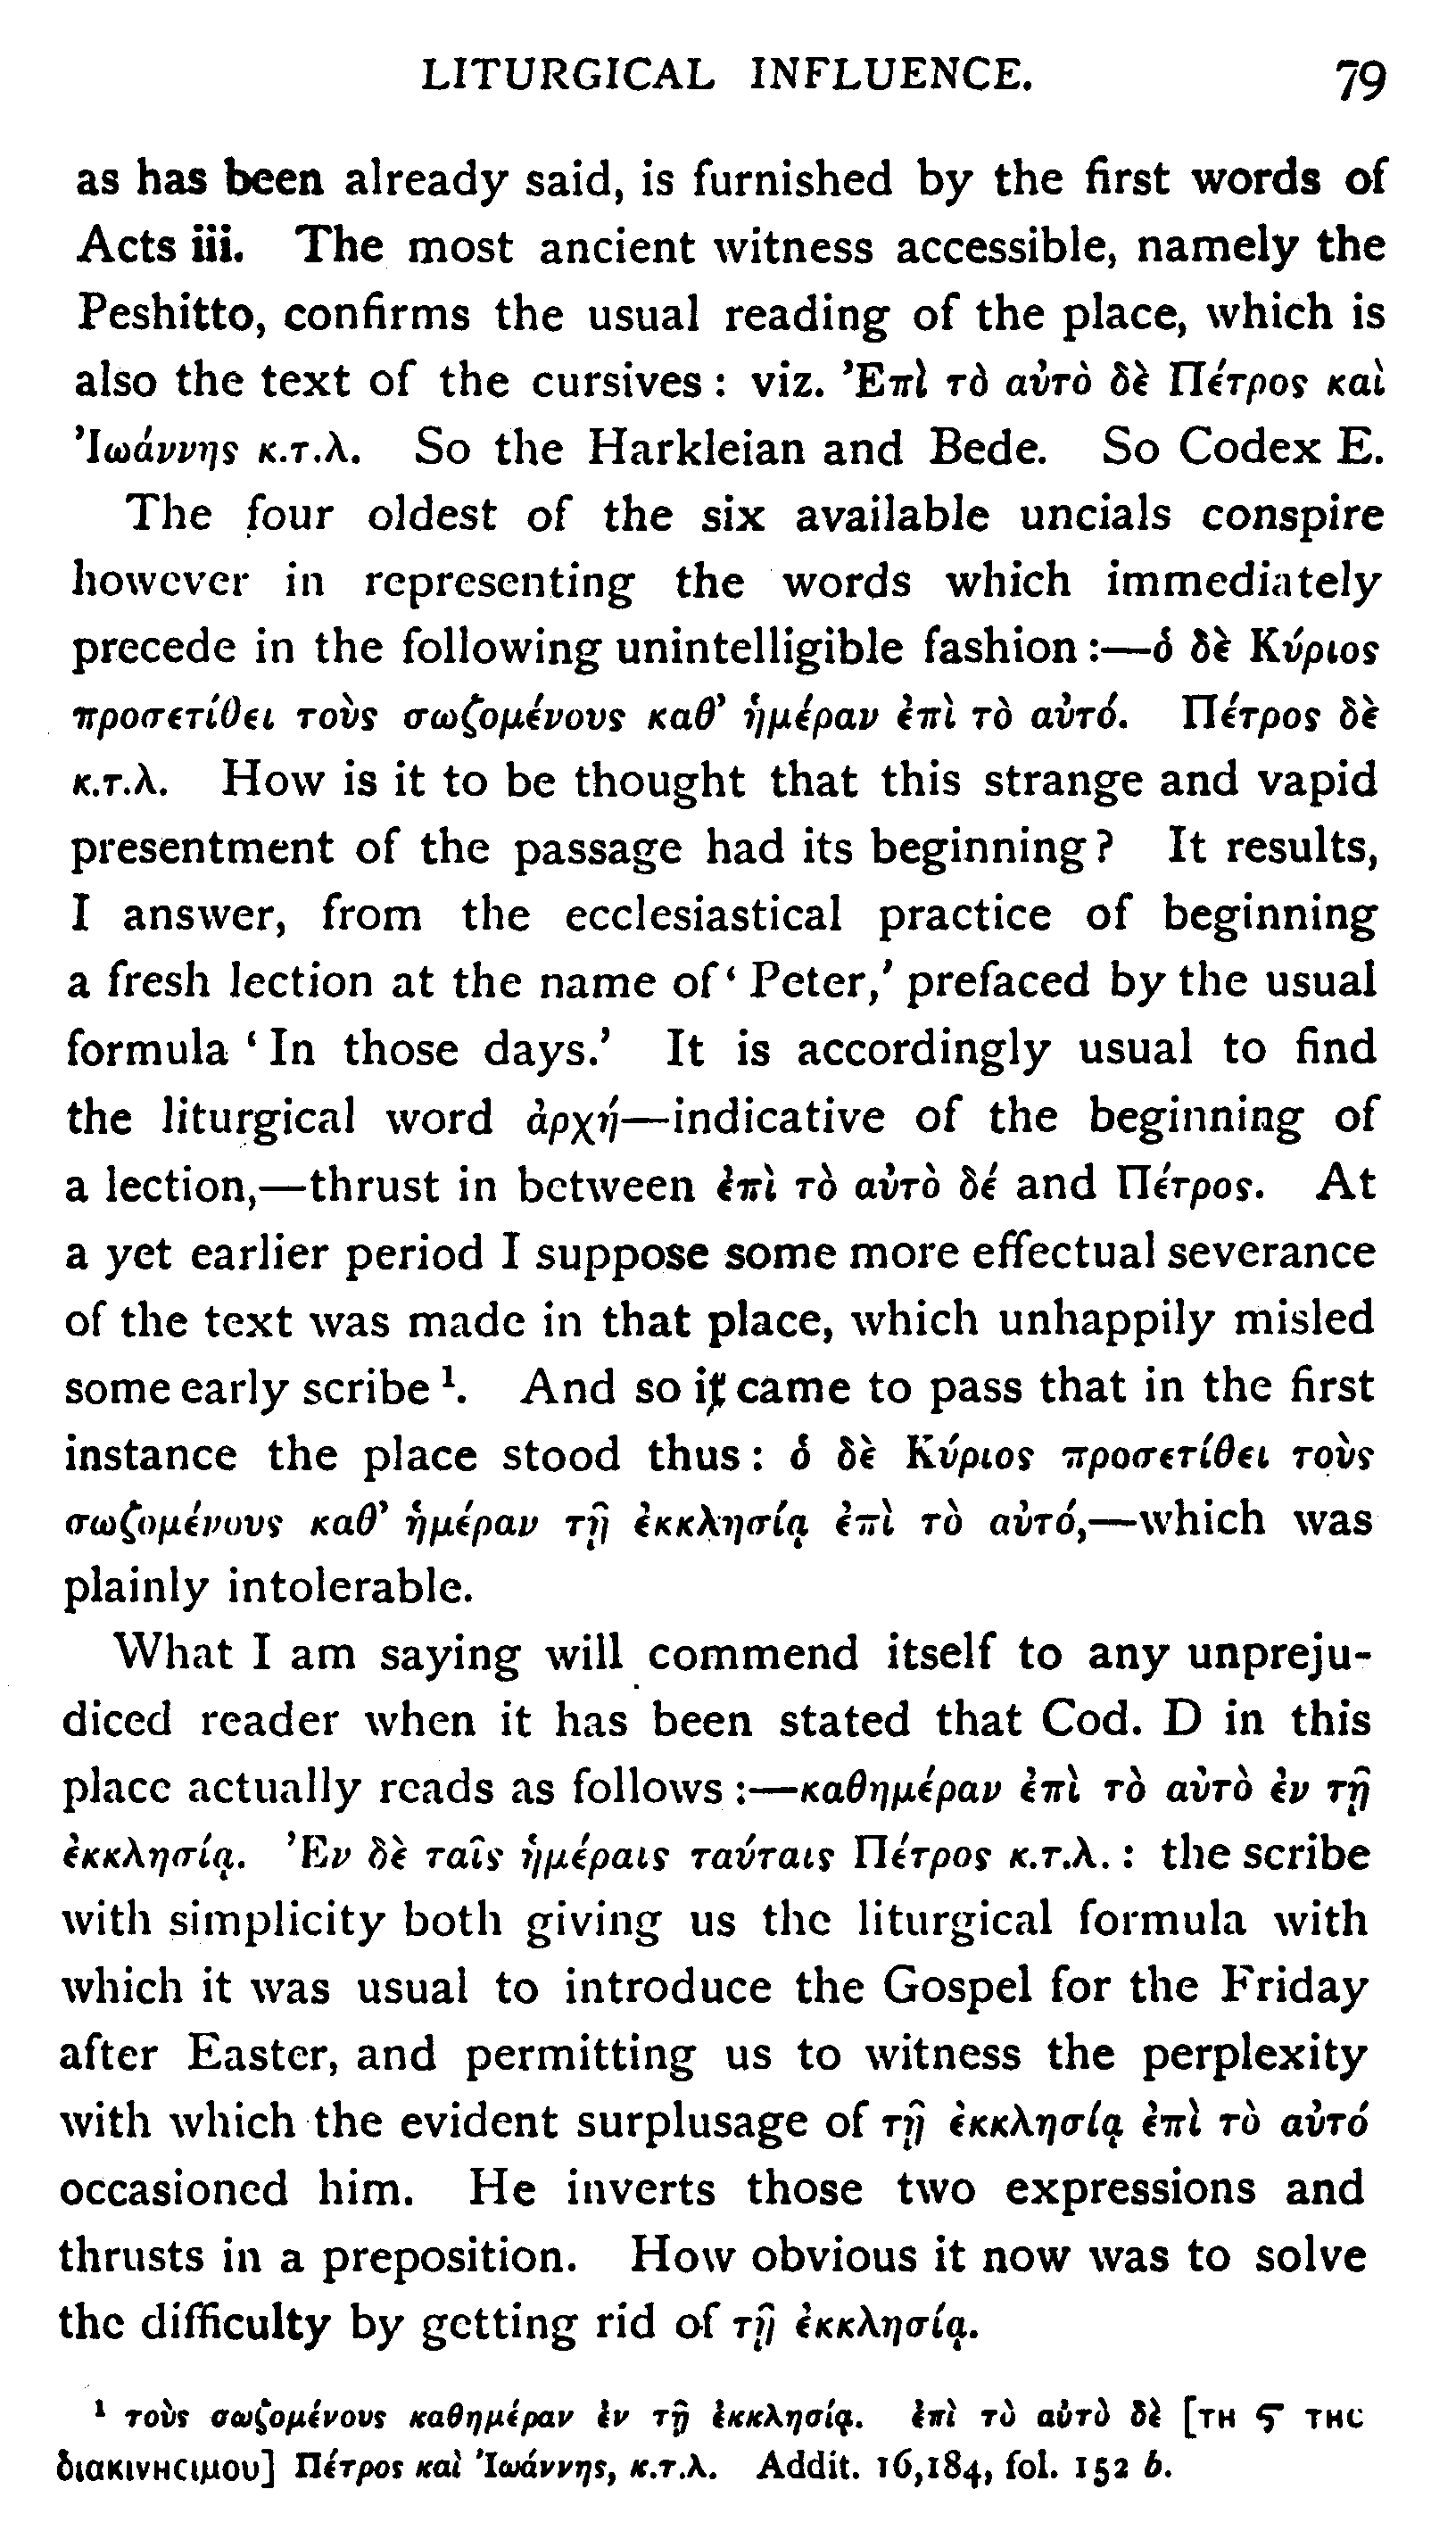 LITURGICAL INFLUENCE. 79
as has been already said, is furnished by the first words of
Acts iii. The most ancient witness accessible, namely the
Peshitto, confirms the usual reading of the place, which is
also the text of the cursives : viz. Ἐπὶ τὸ αὐτὸ δὲ Πέτρος καὶ
Ἰωάννης κ.τ.λ. So the Harkleian and Bede. So Codex E.
The four oldest of the six available uncials conspire
however in representing the words which immediately
precede in the following unintelligible fashion :—ὁ δὲ Κύριος
προσετίθει τοὺς σωζομένους καθ’ ἡμέραν ἐπὶ τὸ αὐτό. Πέτρος δὲ
κ.τ.λ. How is it to be thought that this strange and vapid
presentment of the passage had its beginning? It results,
I answer, from the ecclesiastical practice of beginning
a fresh lection at the name of ‘ Peter,’ prefaced by the usual
formula ‘ In those days.’ It is accordingly usual to find
the liturgical word ἀρχή—indicative of the beginning of
a lection,—thrust in between ἐπὶ τὸ αὐτὸ δέ and Πέτρος. At
a yet earlier period I suppose some more effectual severance
of the text was made in that place, which unhappily misled
some early scribe ¹. And so it came to pass that in the first
instance the place stood thus : ὁ δὲ Κύριος προσετίθει τοὺς
σωζομένους καθ’ ἡμέραν τῇ ἐκκλησίᾳ ἐπὶ τὸ αὐτό,—which was
plainly intolerable.
What I am saying will commend itself to any unpreju-
diced reader when it has been stated that Cod. D in this
place actually reads as follows :—καθημέραν ἐπὶ τὸ αὐτὸ ἐν τῇ
ἐκκλησίᾳ. Ἐν δὲ ταῖς ἡμέραις ταύταις Πέτρος κ.τ.λ. : the scribe
with simplicity both giving us the liturgical formula with
which it was usual to introduce the Gospel for the Friday
after Easter, and permitting us to witness the perplexity
with which the evident surplusage of τῇ ἐκκλησίᾳ ἐπὶ τὸ αὐτό
occasioned him. He inverts those two expressions and
thrusts in a preposition. How obvious it now was to solve
the difficulty by getting rid of τῇ ἐκκλησίᾳ.
¹ τοὺς σωζομένους καθημέραν ἐν τῇ ἐκκλησίᾳ. ἐπὶ τὸ αὐτὸ δὲ [ΤΗ Ϛ ΤΗC
διακινΗCιμου] Πέτρος καὶ Ἰωάννης, κ.τ.λ. Addit. 16,184, fol. 152 b.